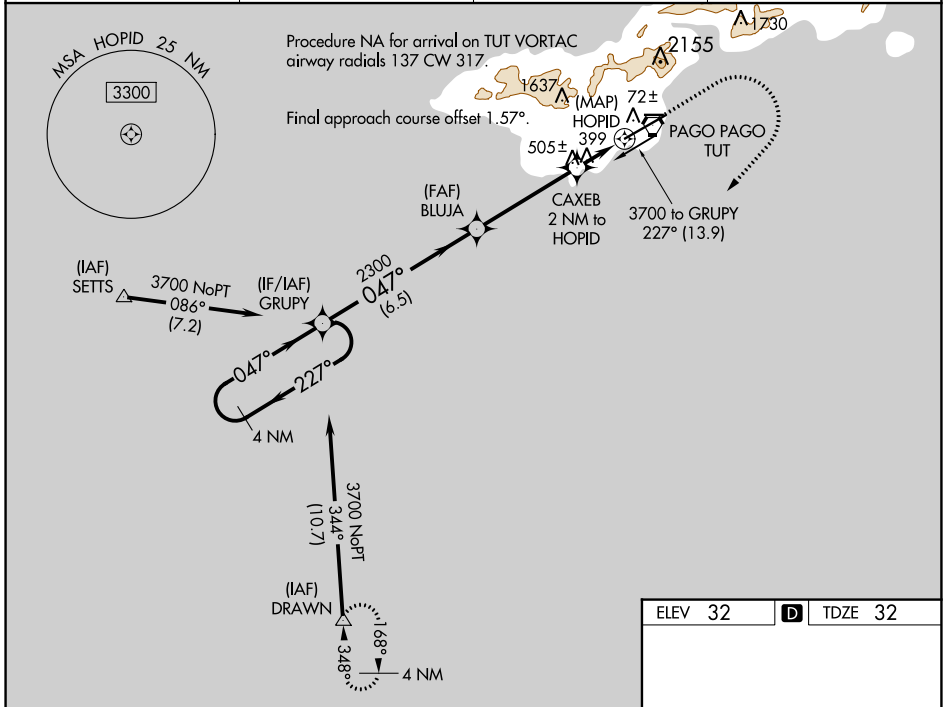 MSA HOPID 25 NM
3300
Procedure NA for arrival on TUT VORTAC
airway radials 137 CW 317.
Final approach course offset 1.57°.
1730
2155
1637
(MAP)
HOPID
72±
399
505±
PAGO PAGO
TUT
CAXEB
2 NM to
HOPID
3700 to GRUPY
227° (13.9)
(FAF)
BLUJA
2300
047°
(6.5)
(IAF)
SETTS
3700 NoPT
086°
(7.2)
(IF/IAF)
GRUPY
047°
227°
4 NM
3700 NoPT
344°
(10.7)
(IAF)
DRAWN
168°
348°
4 NM
ELEV 32 D TDZE 32